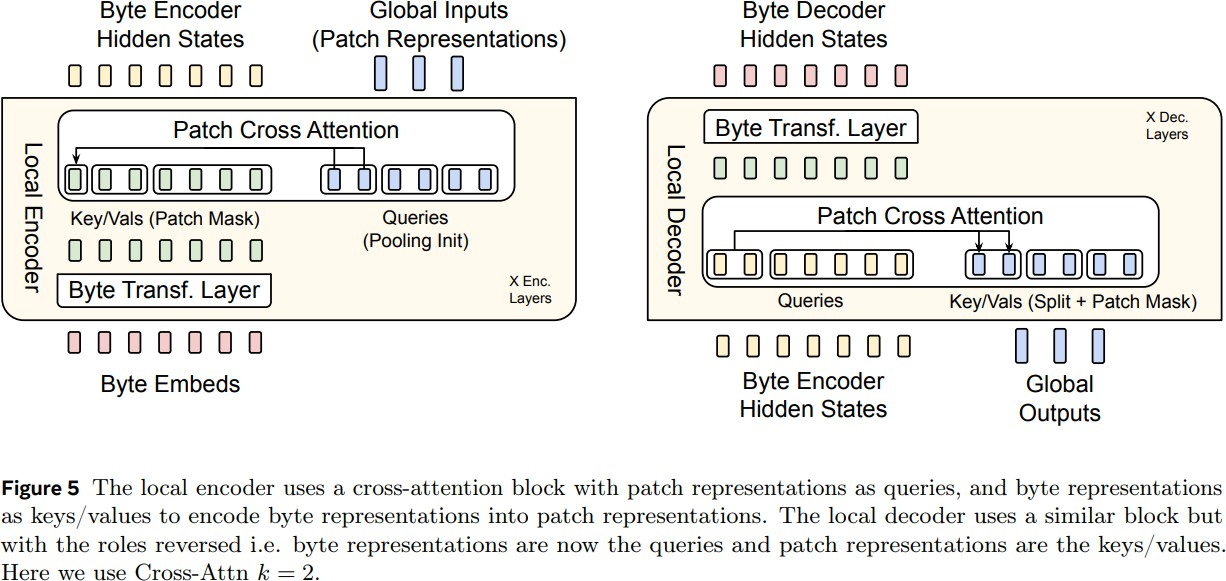 Byte Encoder
Hidden States
Global Inputs
(Patch Representations)
Local Encoder
Patch Cross Attention
Key/Vals (Patch Mask)
Queries
(Pooling Init)
Byte Transf. Layer
X Enc.
Layers
Byte Embeds
Byte Decoder
Hidden States
Local Decoder
Byte Transf. Layer
X Dec.
Layers
Patch Cross Attention
Queries
Key/Vals (Split + Patch Mask)
Byte Encoder
Hidden States
Global
Outputs
Figure 5 The local encoder uses a cross-attention block with patch representations as queries, and byte representations
as keys/values to encode byte representations into patch representations. The local decoder uses a similar block but
with the roles reversed i.e. byte representations are now the queries and patch representations are the keys/values.
Here we use Cross-Attn k = 2.